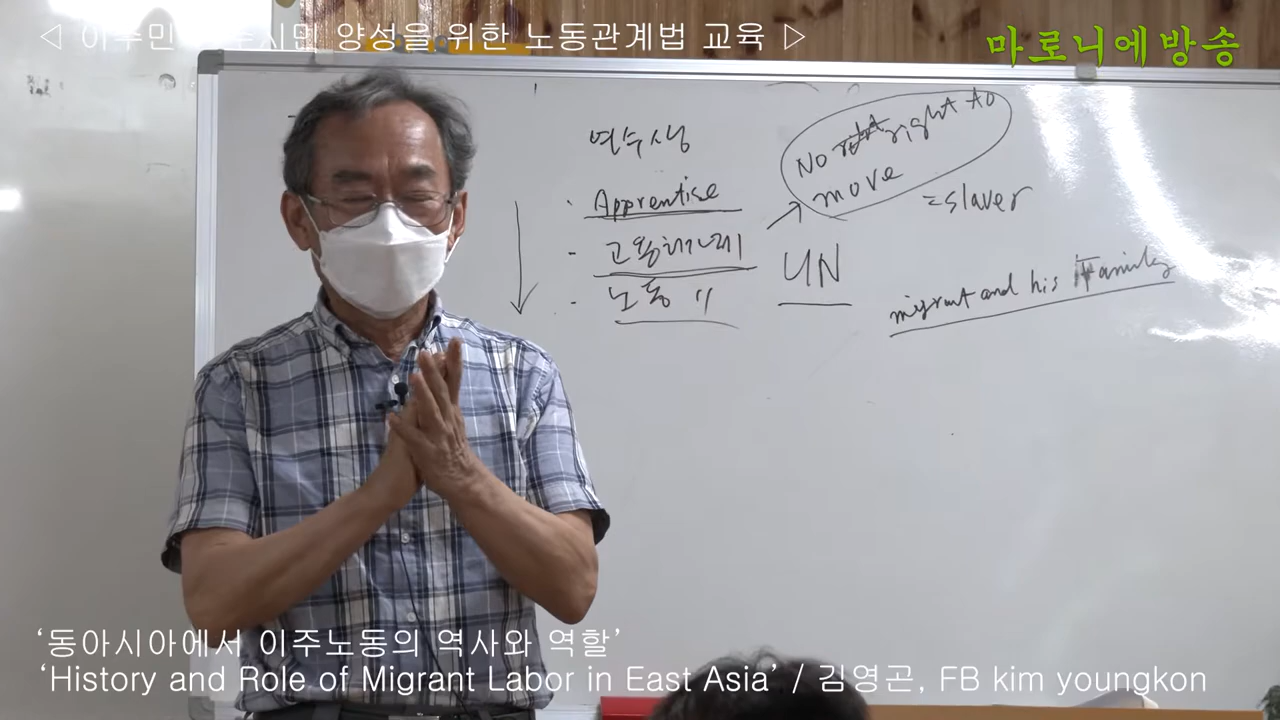 ◁ 이주민 노동시민 양성을 위한 노동관계법 교육 ▷
마로니에방송
연수생
· Apprentise
- 고용허가제
· 노동 〃
No right to
move
=slaver
UN
migrant and his Family
‘동아시아에서 이주노동의 역사와 역할’
‘History and Role of Migrant Labor in East Asia’ / 김영곤, FB kim youngkon